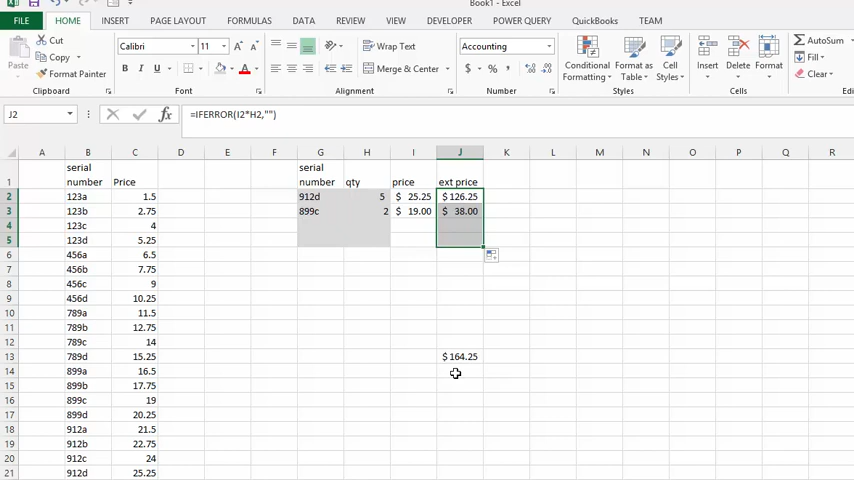 Book1 - Excel
FILE HOME INSERT PAGE LAYOUT FORMULAS DATA REVIEW VIEW DEVELOPER POWER QUERY QuickBooks TEAM
Cut
Calibri 11 A A
Wrap Text
Accounting
AutoSum
Copy
Fill
Paste
Format Painter
B I U A
Merge & Center
$ % ,
Conditional Formatting
Format as Table
Cell Styles
Insert Delete Format
Clear
Clipboard Font Alignment Number Styles Cells
J2 fx =IFERROR(I2*H2,"")
A B C D E F G H I J K L M N O P Q R
serial serial
1 number Price number qty price ext price
2 123a 1.5 912d 5 $ 25.25 $ 126.25
3 123b 2.75 899c 2 $ 19.00 $ 38.00
4 123c 4
5 123d 5.25
6 456a 6.5
7 456b 7.75
8 456c 9
9 456d 10.25
10 789a 11.5
11 789b 12.75
12 789c 14
13 789d 15.25 $ 164.25
14 899a 16.5
15 899b 17.75
16 899c 19
17 899d 20.25
18 912a 21.5
19 912b 22.75
20 912c 24
21 912d 25.25